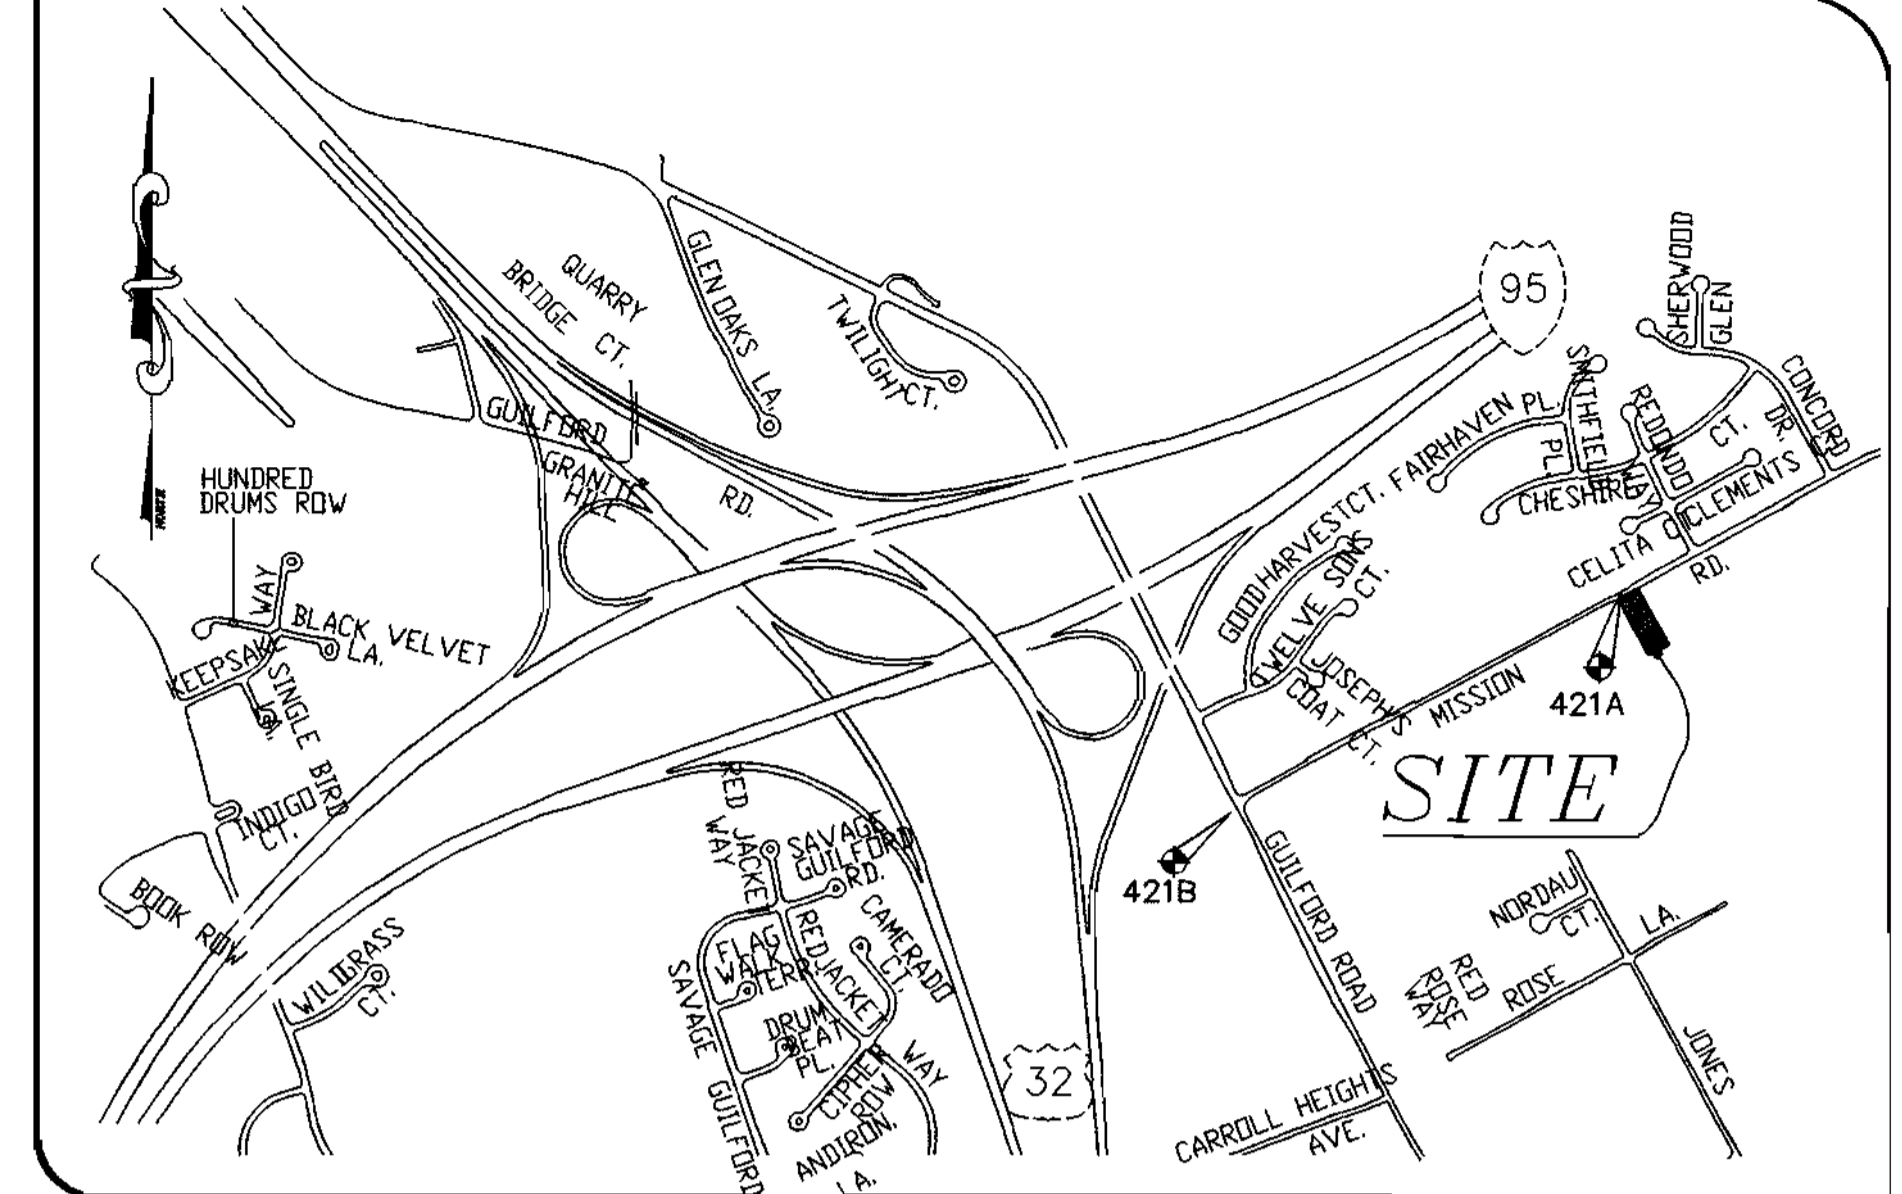 95
SHERWOOD
GLEN
QUARRY
BRIDGE CT.
GLEN OAKS LA.
TWILIGHT CT.
SMITHFIELD
PL.
CONCORD
DR.
REDONDO
WAY
FAIRHAVEN PL.
CHESHIRE
CT.
CLEMENTS
CELITA CT.
GUILFORD
RD.
GRANITE
HILL
HUNDRED
DRUMS ROW
NORTH
GOOD HARVEST CT.
TWELVE SONS
CT.
JOSEPH'S
COAT CT.
MISSION
RD.
421A
SITE
421B
WAY
KEEPSAKE
BLACK VELVET
LA.
SINGLE BIRD
LA.
INDIGO
CT.
BOOK ROW
WILDGRASS
CT.
RED JACKET
WAY
SAVAGE
GUILFORD
RD.
FLAG
WALK
TERR.
RED JACKET
WAY
CAMERADO
CT.
SAVAGE GUILFORD
DRUM
BEAT
PL.
CIPHER
ROW
ANDIRON
LA.
32
GUILFORD ROAD
CARROLL HEIGHTS
AVE.
NORDAU
CT.
RED
ROSE
WAY
ROSE LA.
JONES